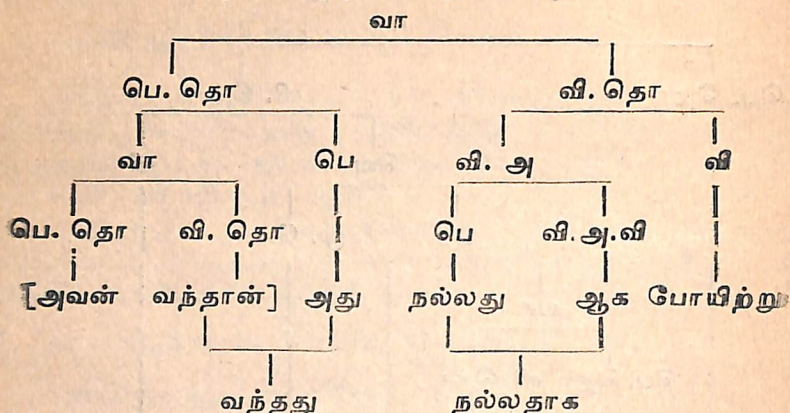 வா
பெ. தொ வி. தொ
வா பெ வி. அ வி
பெ. தொ வி. தொ பெ வி.அ.வி
[அவன் வந்தான்] அது நல்லது ஆக போயிற்று
வந்தது நல்லதாக